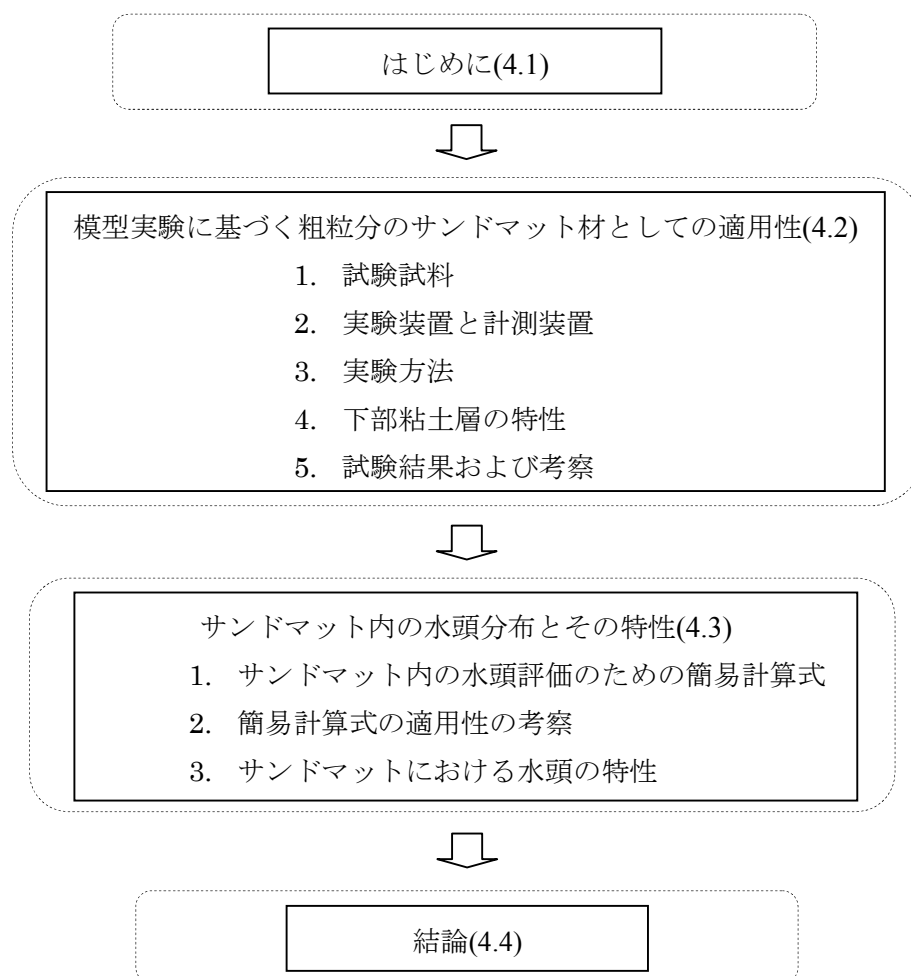 はじめに(4.1)
模型実験に基づく粗粒分のサンドマット材としての適用性(4.2)
1. 試験試料
2. 実験装置と計測装置
3. 実験方法
4. 下部粘土層の特性
5. 試験結果および考察
サンドマット内の水頭分布とその特性(4.3)
1. サンドマット内の水頭評価のための簡易計算式
2. 簡易計算式の適用性の考察
3. サンドマットにおける水頭の特性
結論(4.4)